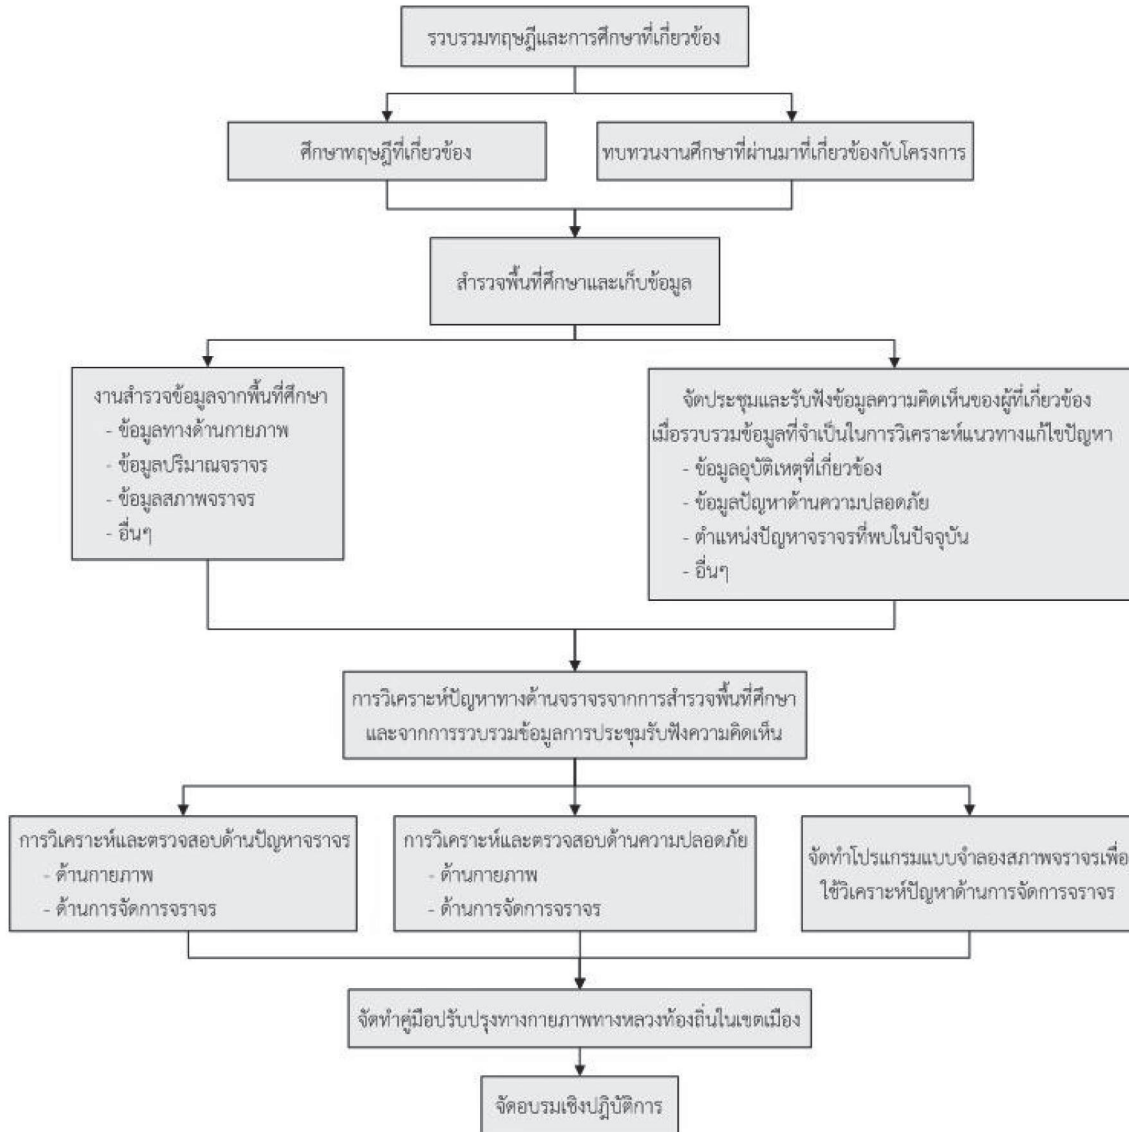 รวบรวมทฤษฎีและการศึกษาที่เกี่ยวข้อง
ศึกษาทฤษฎีที่เกี่ยวข้อง
ทบทวนงานศึกษาที่ผ่านมาที่เกี่ยวข้องกับโครงการ
สำรวจพื้นที่ศึกษาและเก็บข้อมูล
งานสำรวจข้อมูลจากพื้นที่ศึกษา
- ข้อมูลทางด้านกายภาพ
- ข้อมูลปริมาณจราจร
- ข้อมูลสภาพจราจร
- อื่นๆ
จัดประชุมและรับฟังข้อมูลความคิดเห็นของผู้ที่เกี่ยวข้อง
เมื่อรวบรวมข้อมูลที่จำเป็นในการวิเคราะห์แนวทางแก้ไขปัญหา
- ข้อมูลอุบัติเหตุที่เกี่ยวข้อง
- ข้อมูลปัญหาด้านความปลอดภัย
- ตำแหน่งปัญหาจราจรที่พบในปัจจุบัน
- อื่นๆ
การวิเคราะห์ปัญหาทางด้านจราจรจากการสำรวจพื้นที่ศึกษา
และจากการรวบรวมข้อมูลการประชุมรับฟังความคิดเห็น
การวิเคราะห์และตรวจสอบด้านปัญหาจราจร
- ด้านกายภาพ
- ด้านการจัดการจราจร
การวิเคราะห์และตรวจสอบด้านความปลอดภัย
- ด้านกายภาพ
- ด้านการจัดการจราจร
จัดทำโปรแกรมแบบจำลองสภาพจราจรเพื่อ
ใช้วิเคราะห์ปัญหาด้านการจัดการจราจร
จัดทำคู่มือปรับปรุงทางกายภาพทางหลวงท้องถิ่นในเขตเมือง
จัดอบรมเชิงปฏิบัติการ